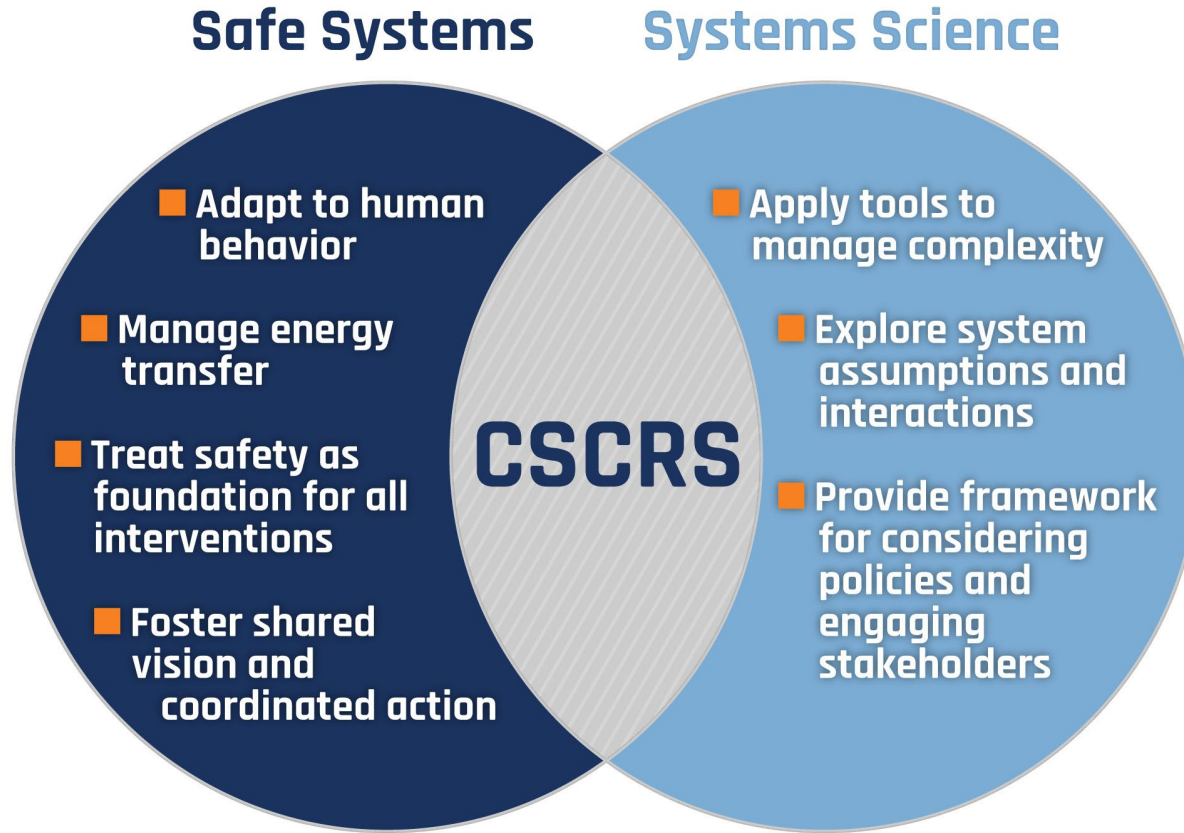 Safe Systems
Systems Science
Adapt to human
behavior
Manage energy
transfer
Treat safety as
foundation for all
interventions
Foster shared
vision and
coordinated action
CSCRS
Apply tools to
manage complexity
Explore system
assumptions and
interactions
Provide framework
for considering
policies and
engaging
stakeholders